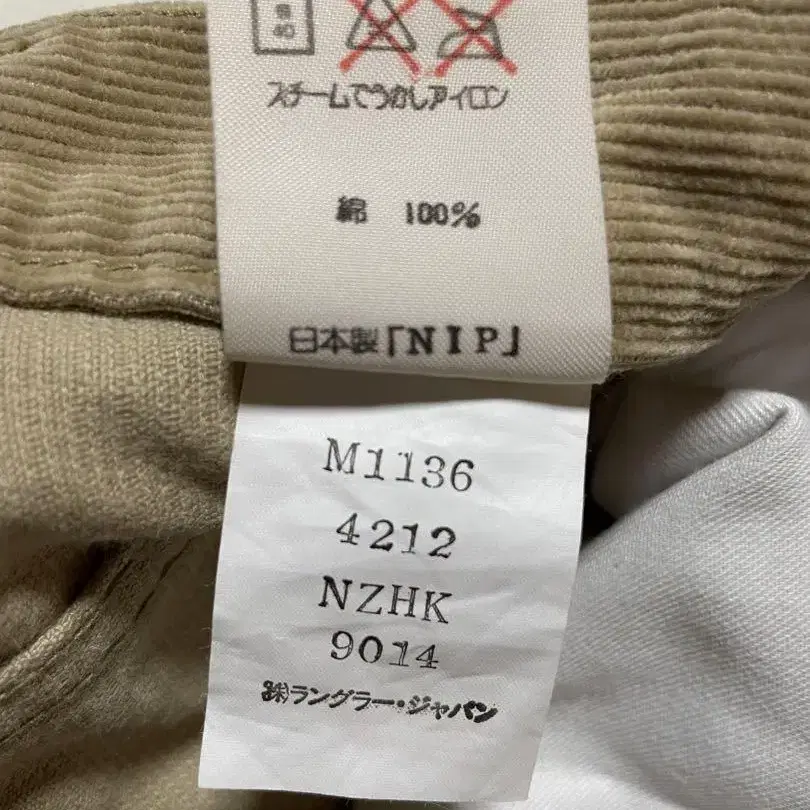 スチームでうかしアイロン
綿 100%
日本製「NIP」
M1136
4212
NZHK
9014
㈱ラングラー・ジャパン